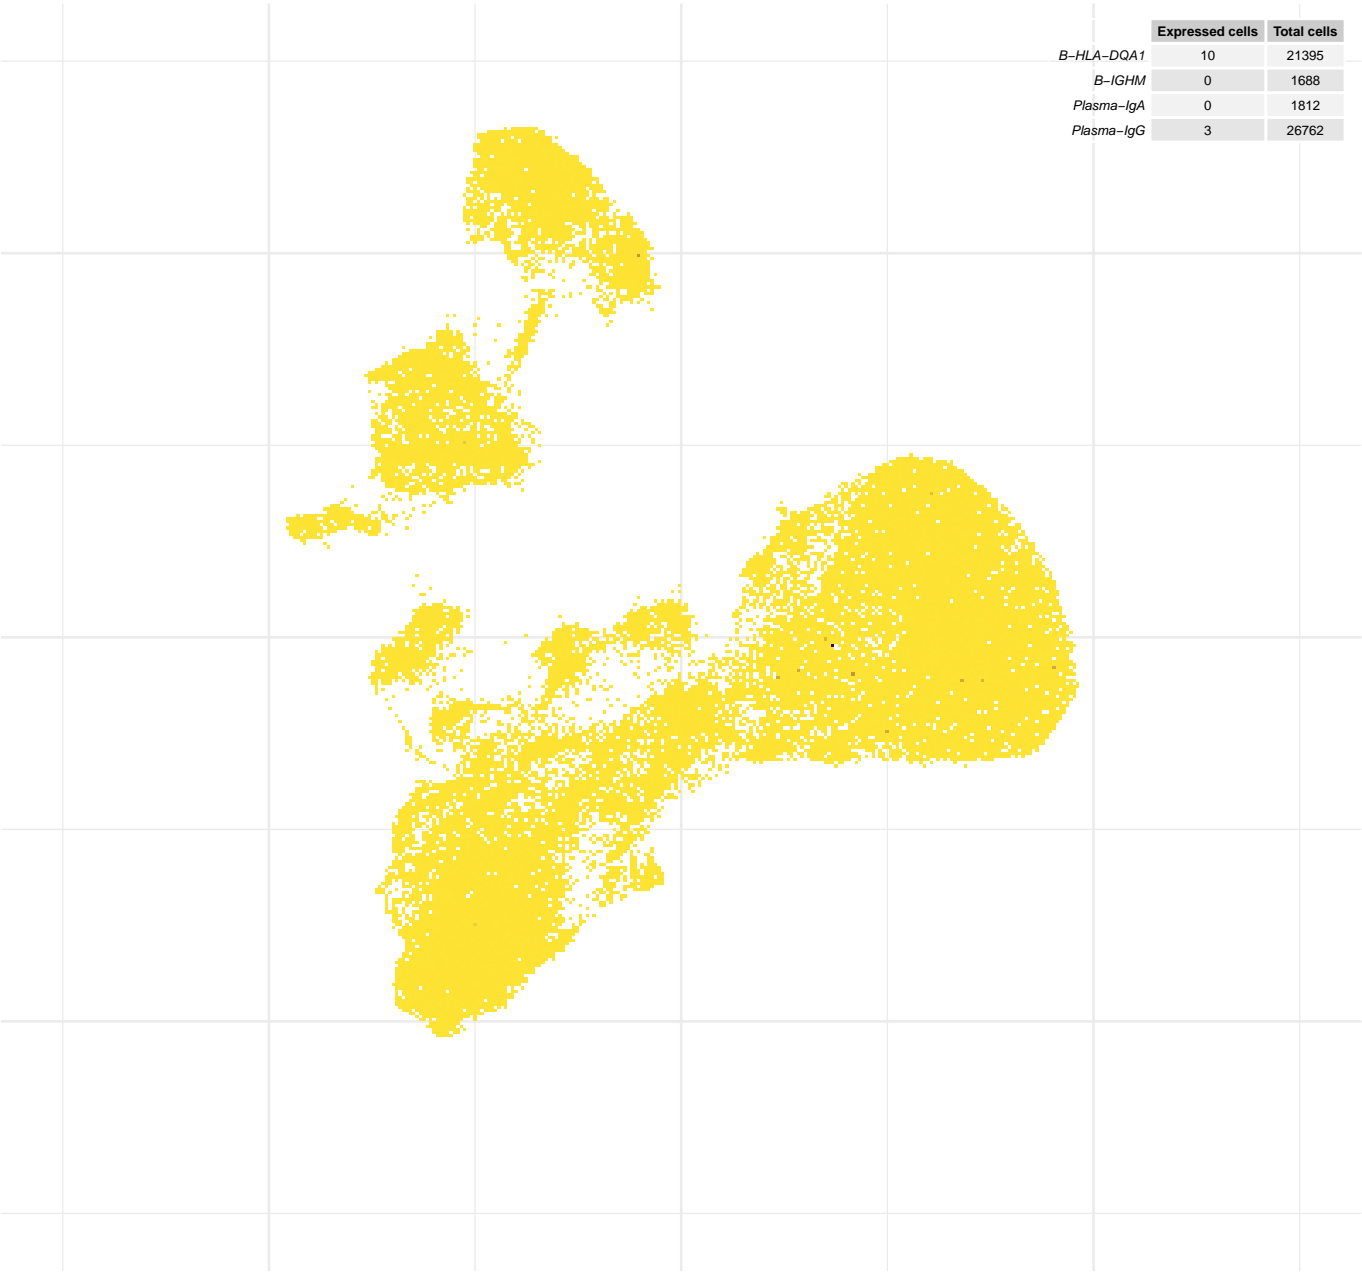 Expressed cells Total cells
B−HLA−DQA1 10 21395
B−IGHM 0 1688
Plasma−IgA 0 1812
Plasma−IgG 3 26762